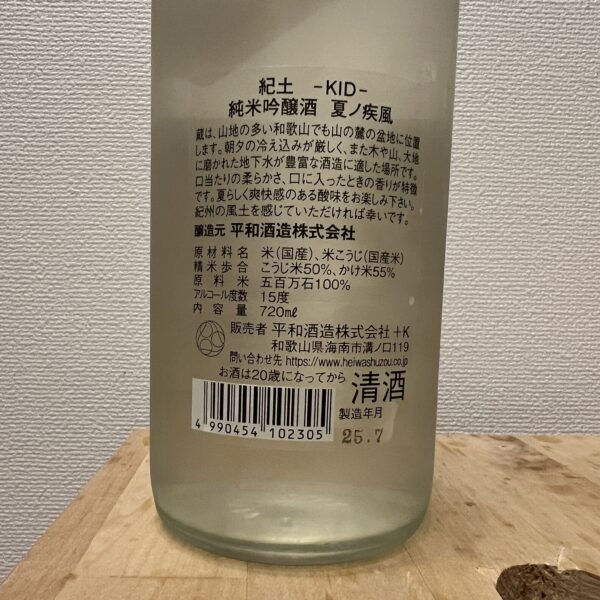 紀土 -KID-
純米吟醸酒 夏ノ疾風
蔵は、山地の多い和歌山でも山の麓の盆地に位置
します。朝夕の冷え込みが厳しく、また木や山、大地
に磨かれた地下水が豊富な酒造に適した場所です。
口当たりの柔らかさ、口に入ったときの香りが特徴
です。夏らしく爽快感のある酸味をお楽しみ下さい。
紀州の風土を感じていただければ幸いです。
醸造元 平和酒造株式会社
原材料名 米(国産)、米こうじ(国産米)
精米歩合 こうじ米50%、かけ米55%
原料米 五百万石100%
アルコール度数 15度
内容量 720mℓ
販売者 平和酒造株式会社+K
和歌山県海南市溝ノ口119
問い合わせ先 https://www.heiwashuzou.co.jp
お酒は20歳になってから 清酒
4 990454 102305
製造年月
25.7